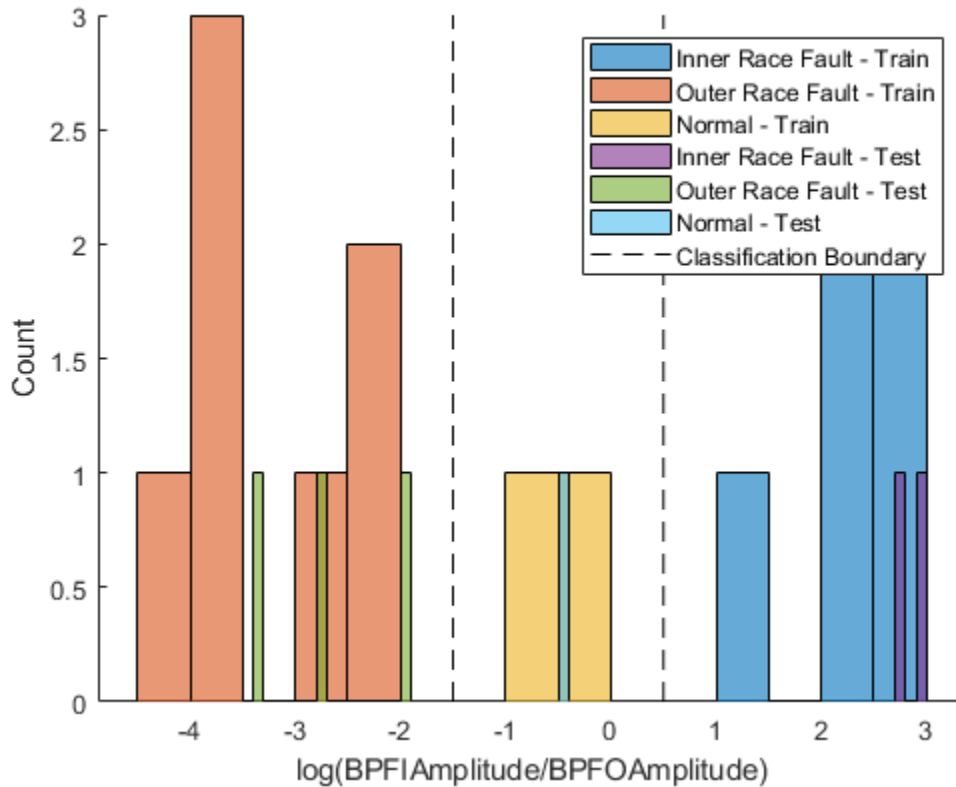 3
2.5
2
1.5
1
0.5
0
Count
-4 -3 -2 -1 0 1 2 3
log(BPFIAmplitude/BPFOAmplitude)
Inner Race Fault - Train
Outer Race Fault - Train
Normal - Train
Inner Race Fault - Test
Outer Race Fault - Test
Normal - Test
Classification Boundary